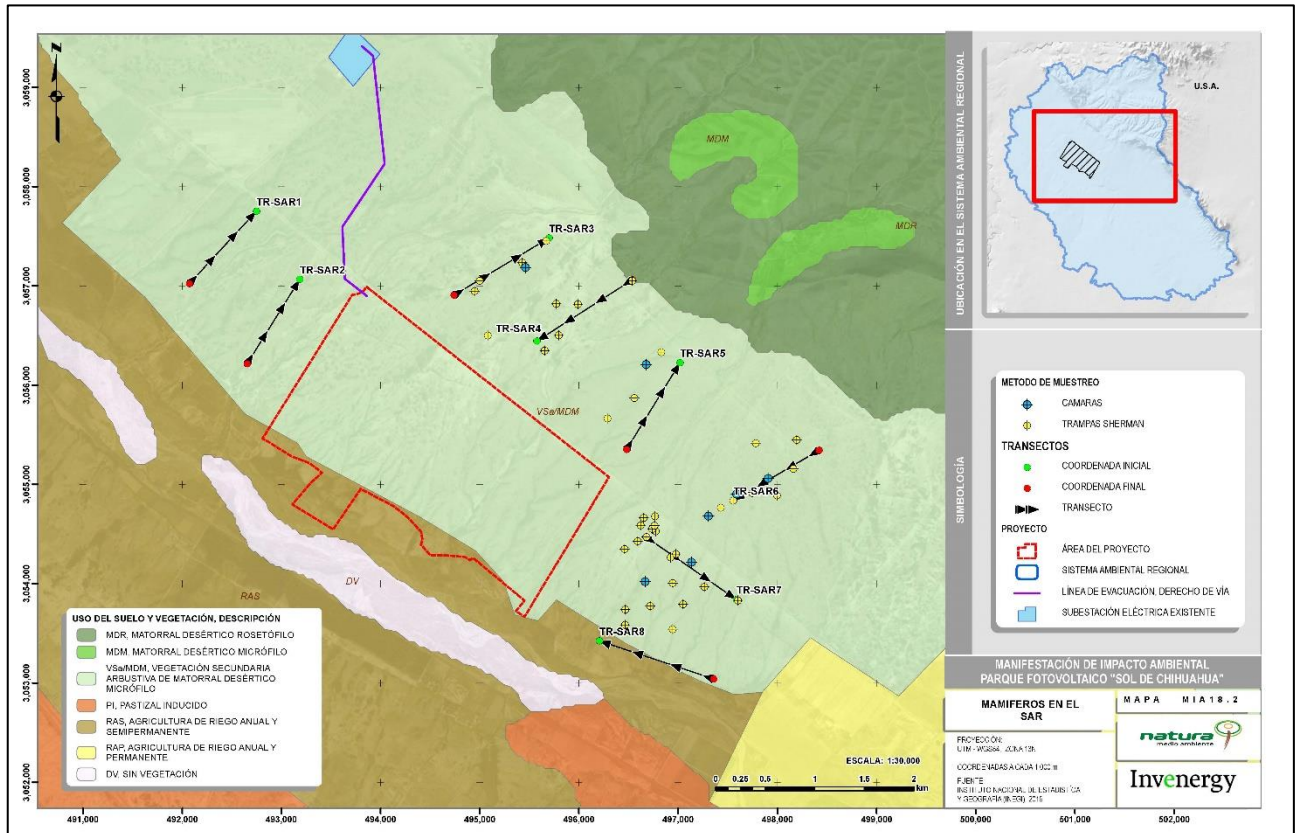 N
3,059,000
3,058,000
3,057,000
3,056,000
3,055,000
3,054,000
3,053,000
3,052,000
491,000
492,000
493,000
494,000
495,000
496,000
497,000
498,000
499,000
500,000
501,000
502,000
TR-SAR1
TR-SAR2
TR-SAR3
TR-SAR4
TR-SAR5
TR-SAR6
TR-SAR7
TR-SAR8
MDM
MDR
VSa/MDM
DV
RAS
USO DEL SUELO Y VEGETACIÓN, DESCRIPCIÓN
MDR, MATORRAL DESÉRTICO ROSETÓFILO
MDM, MATORRAL DESÉRTICO MICRÓFILO
VSa/MDM, VEGETACIÓN SECUNDARIA
ARBUSTIVA DE MATORRAL DESÉRTICO
MICRÓFILO
PI, PASTIZAL INDUCIDO
RAS, AGRICULTURA DE RIEGO ANUAL Y
SEMIPERMANENTE
RAP, AGRICULTURA DE RIEGO ANUAL Y
PERMANENTE
DV, SIN VEGETACIÓN
ESCALA: 1:30,000
0 0.25 0.5 1 1.5 2
km
UBICACIÓN EN EL SISTEMA AMBIENTAL REGIONAL
U.S.A.
SIMBOLOGÍA
METODO DE MUESTREO
CAMARAS
TRAMPAS SHERMAN
TRANSECTOS
COORDENADA INICIAL
COORDENADA FINAL
TRANSECTO
PROYECTO
ÁREA DEL PROYECTO
SISTEMA AMBIENTAL REGIONAL
LÍNEA DE EVACUACIÓN, DERECHO DE VÍA
SUBESTACIÓN ELÉCTRICA EXISTENTE
MANIFESTACIÓN DE IMPACTO AMBIENTAL
PARQUE FOTOVOLTAICO "SOL DE CHIHUAHUA"
MAMIFEROS EN EL
SAR
MAPA MIA18.2
PROYECCIÓN:
UTM - WGS84, ZONA 13N
COORDENADAS A CADA 1 000 m
FUENTE:
INSTITUTO NACIONAL DE ESTADÍSTICA
Y GEOGRAFÍA (INEGI), 2016
natura
medio ambiente
Invenergy